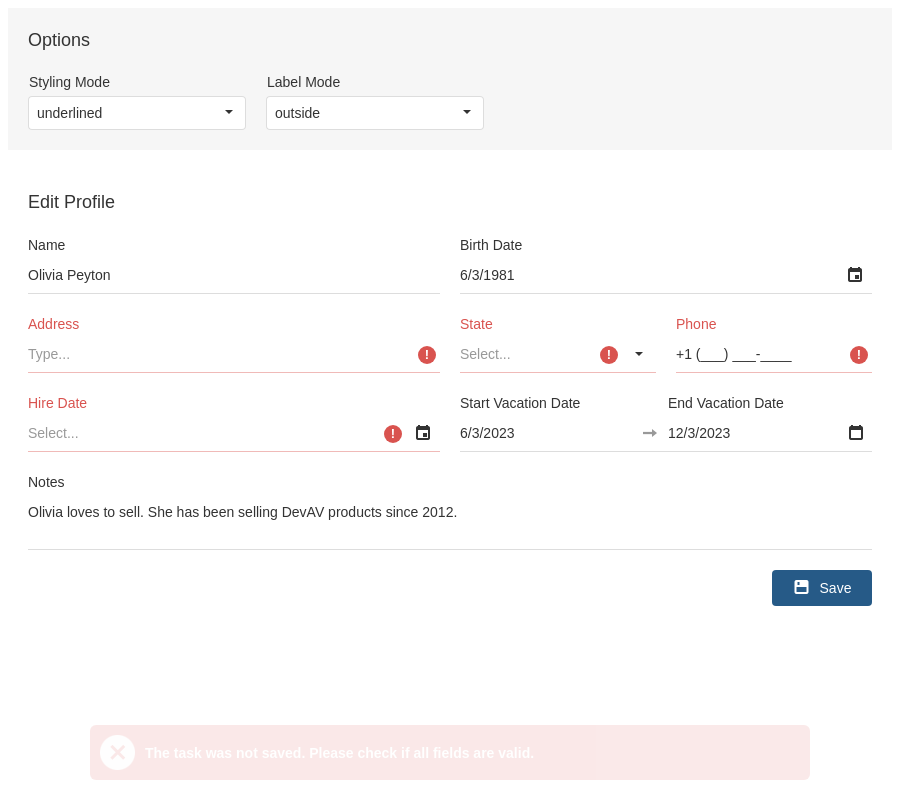 Options
Styling Mode Label Mode
underlined outside
Edit Profile
Name Birth Date
Olivia Peyton 6/3/1981
Address State Phone
Type... Select... +1 (___) ___-____
Hire Date Start Vacation Date End Vacation Date
Select... 6/3/2023 12/3/2023
Notes
Olivia loves to sell. She has been selling DevAV products since 2012.
Save
The task was not saved. Please check if all fields are valid.